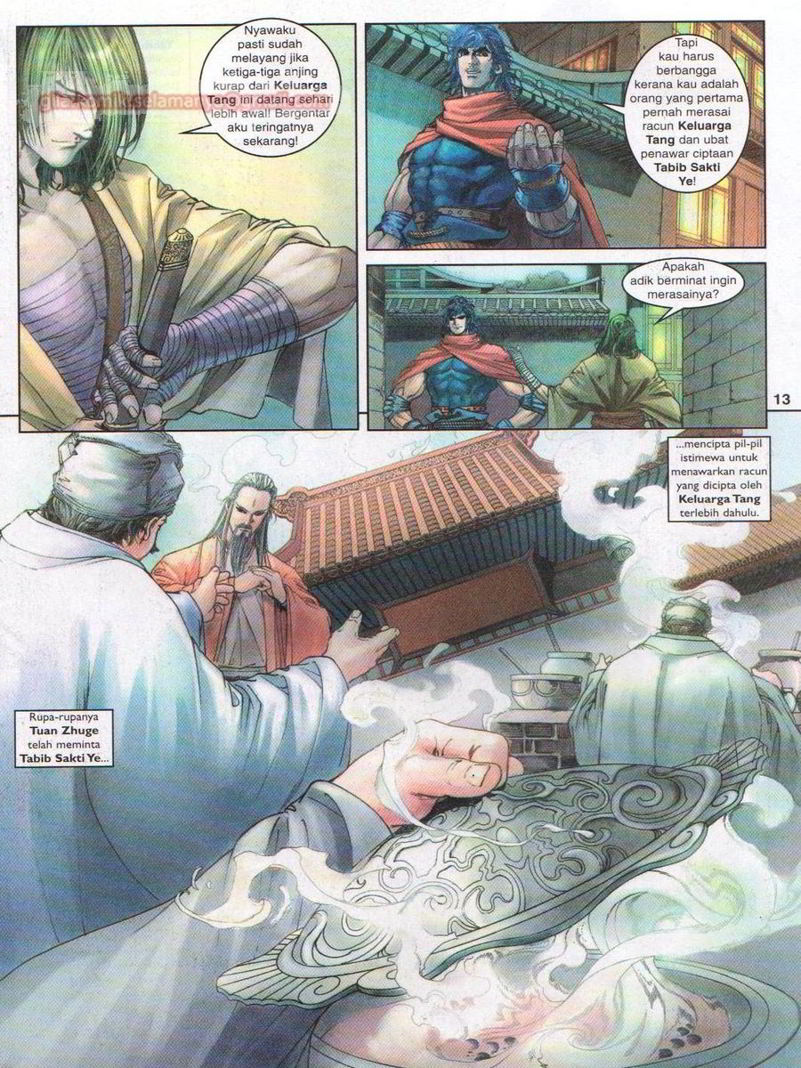 Nyawaku
pasti sudah
melayang jika
ketiga-tiga anjing
kurap dari Keluarga
Tang ini datang sehari
lebih awal! Bergentar
aku teringatnya
sekarang!
Tapi
kau harus
berbangga
kerana kau adalah
orang yang pertama
pernah merasai
racun Keluarga
Tang dan ubat
penawar ciptaan
Tabib Sakti
Ye!
Apakah
adik berminat ingin
merasainya?
13
Rupa-rupanya
Tuan Zhuge
telah meminta
Tabib Sakti Ye...
...mencipta pil-pil
istimewa untuk
menawarkan racun
yang dicipta oleh
Keluarga Tang
terlebih dahulu.